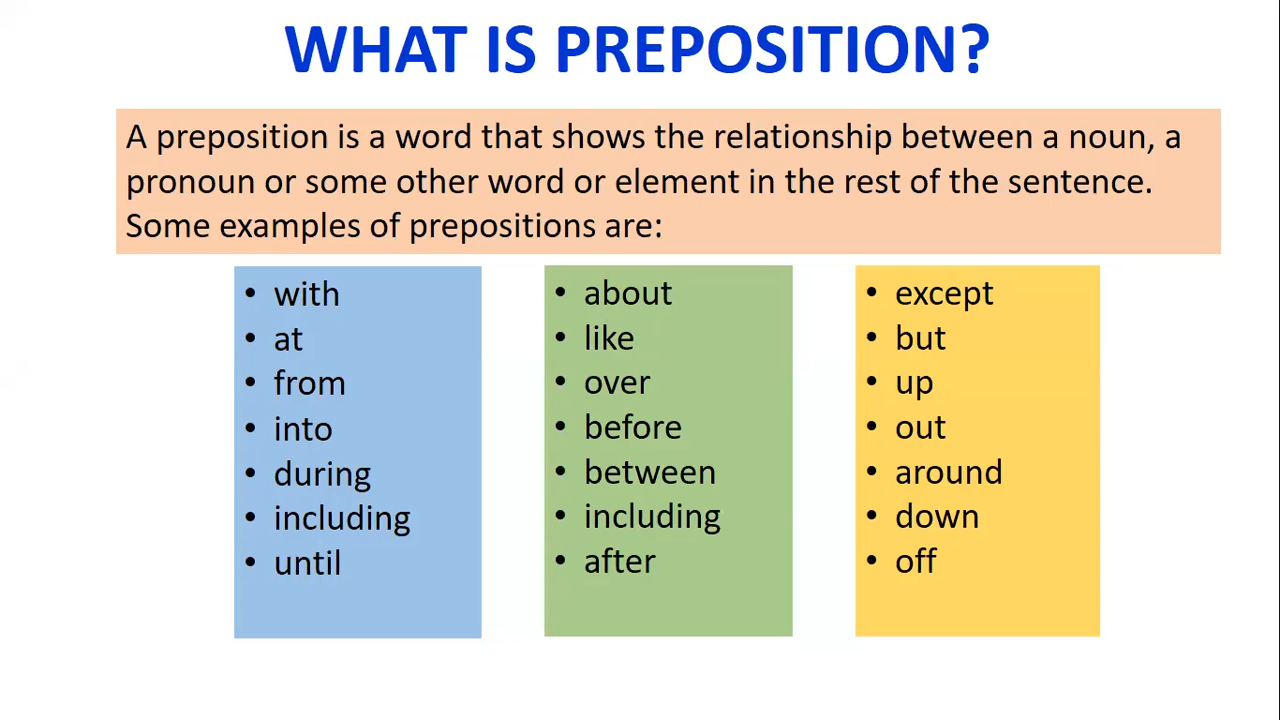 WHAT IS PREPOSITION?
A preposition is a word that shows the relationship between a noun, a
pronoun or some other word or element in the rest of the sentence.
Some examples of prepositions are:
• with
• at
• from
• into
• during
• including
• until
• about
• like
• over
• before
• between
• including
• after
• except
• but
• up
• out
• around
• down
• off